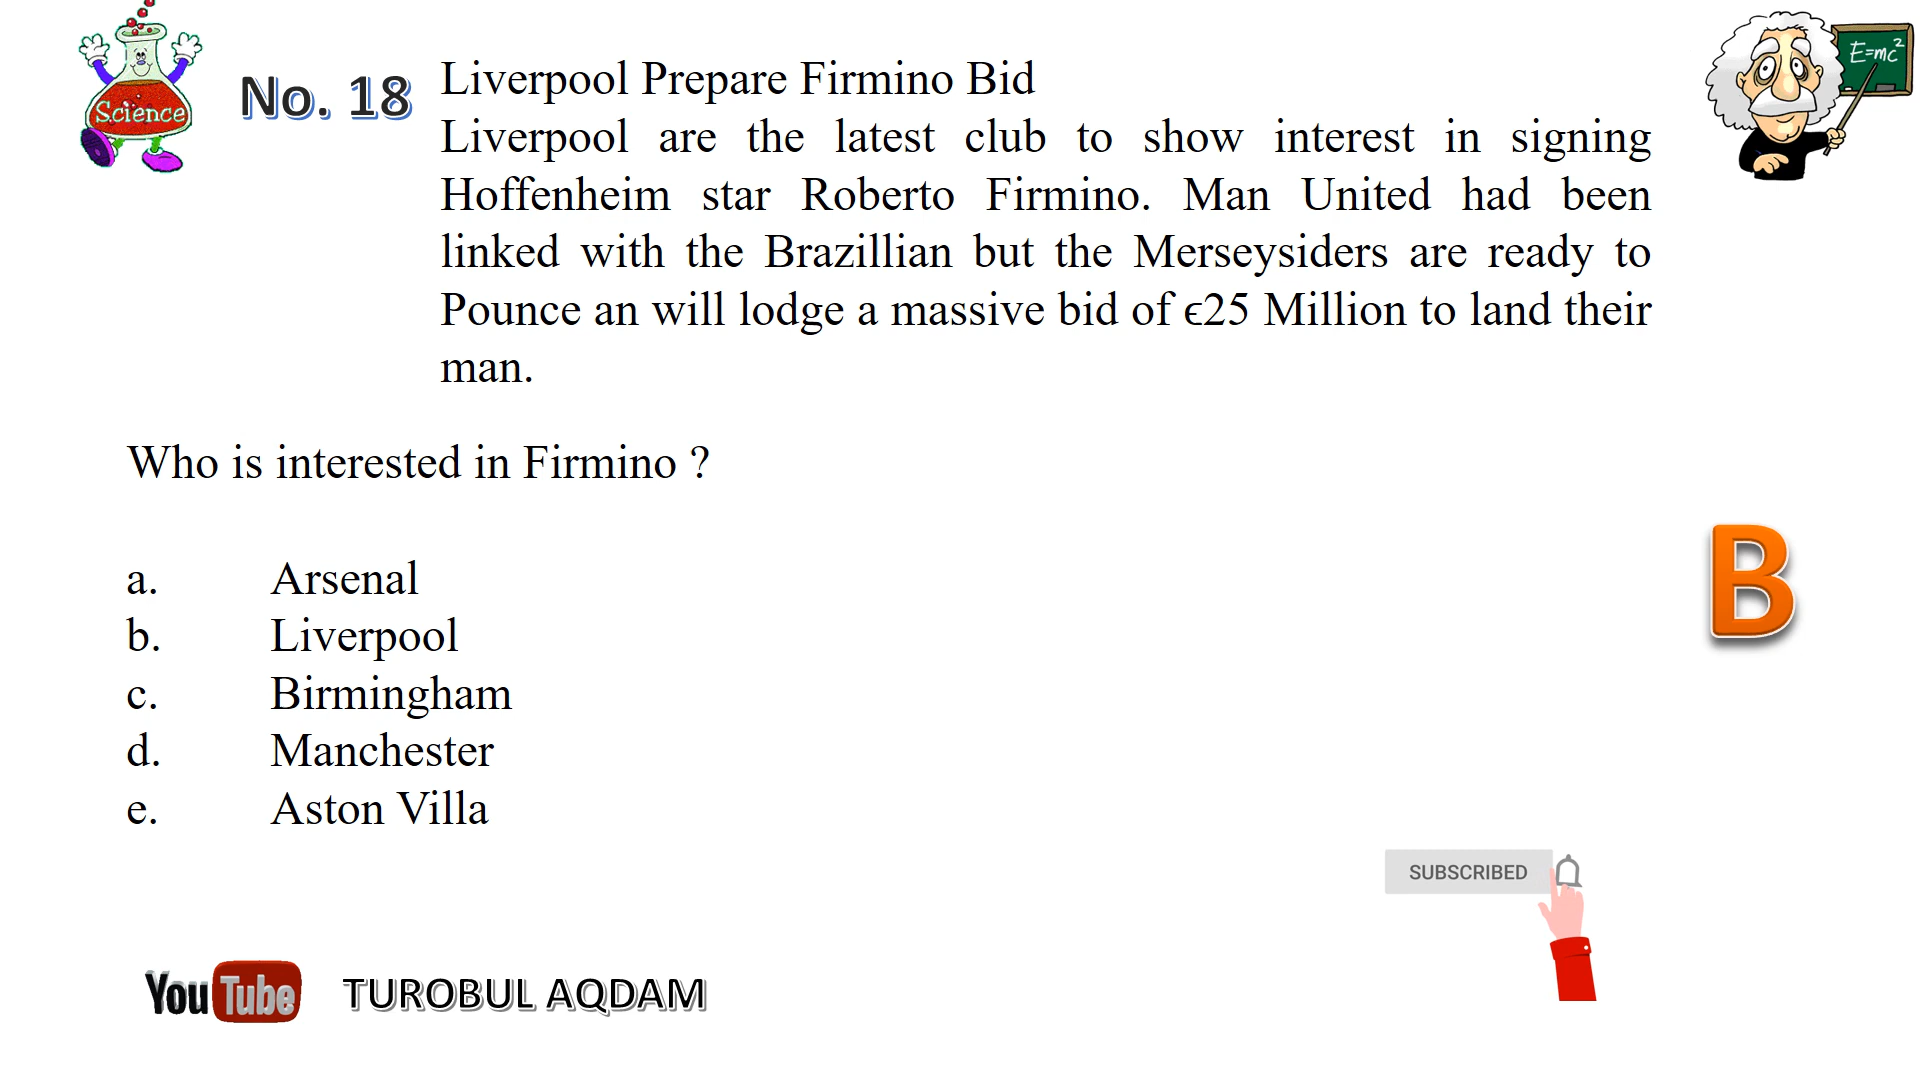 Science
No. 18
E=mc²
Liverpool Prepare Firmino Bid
Liverpool are the latest club to show interest in signing
Hoffenheim star Roberto Firmino. Man United had been
linked with the Brazillian but the Merseysiders are ready to
Pounce an will lodge a massive bid of ϵ25 Million to land their
man.
Who is interested in Firmino ?
a. Arsenal
b. Liverpool
c. Birmingham
d. Manchester
e. Aston Villa
B
SUBSCRIBED
YouTube TUROBUL AQDAM